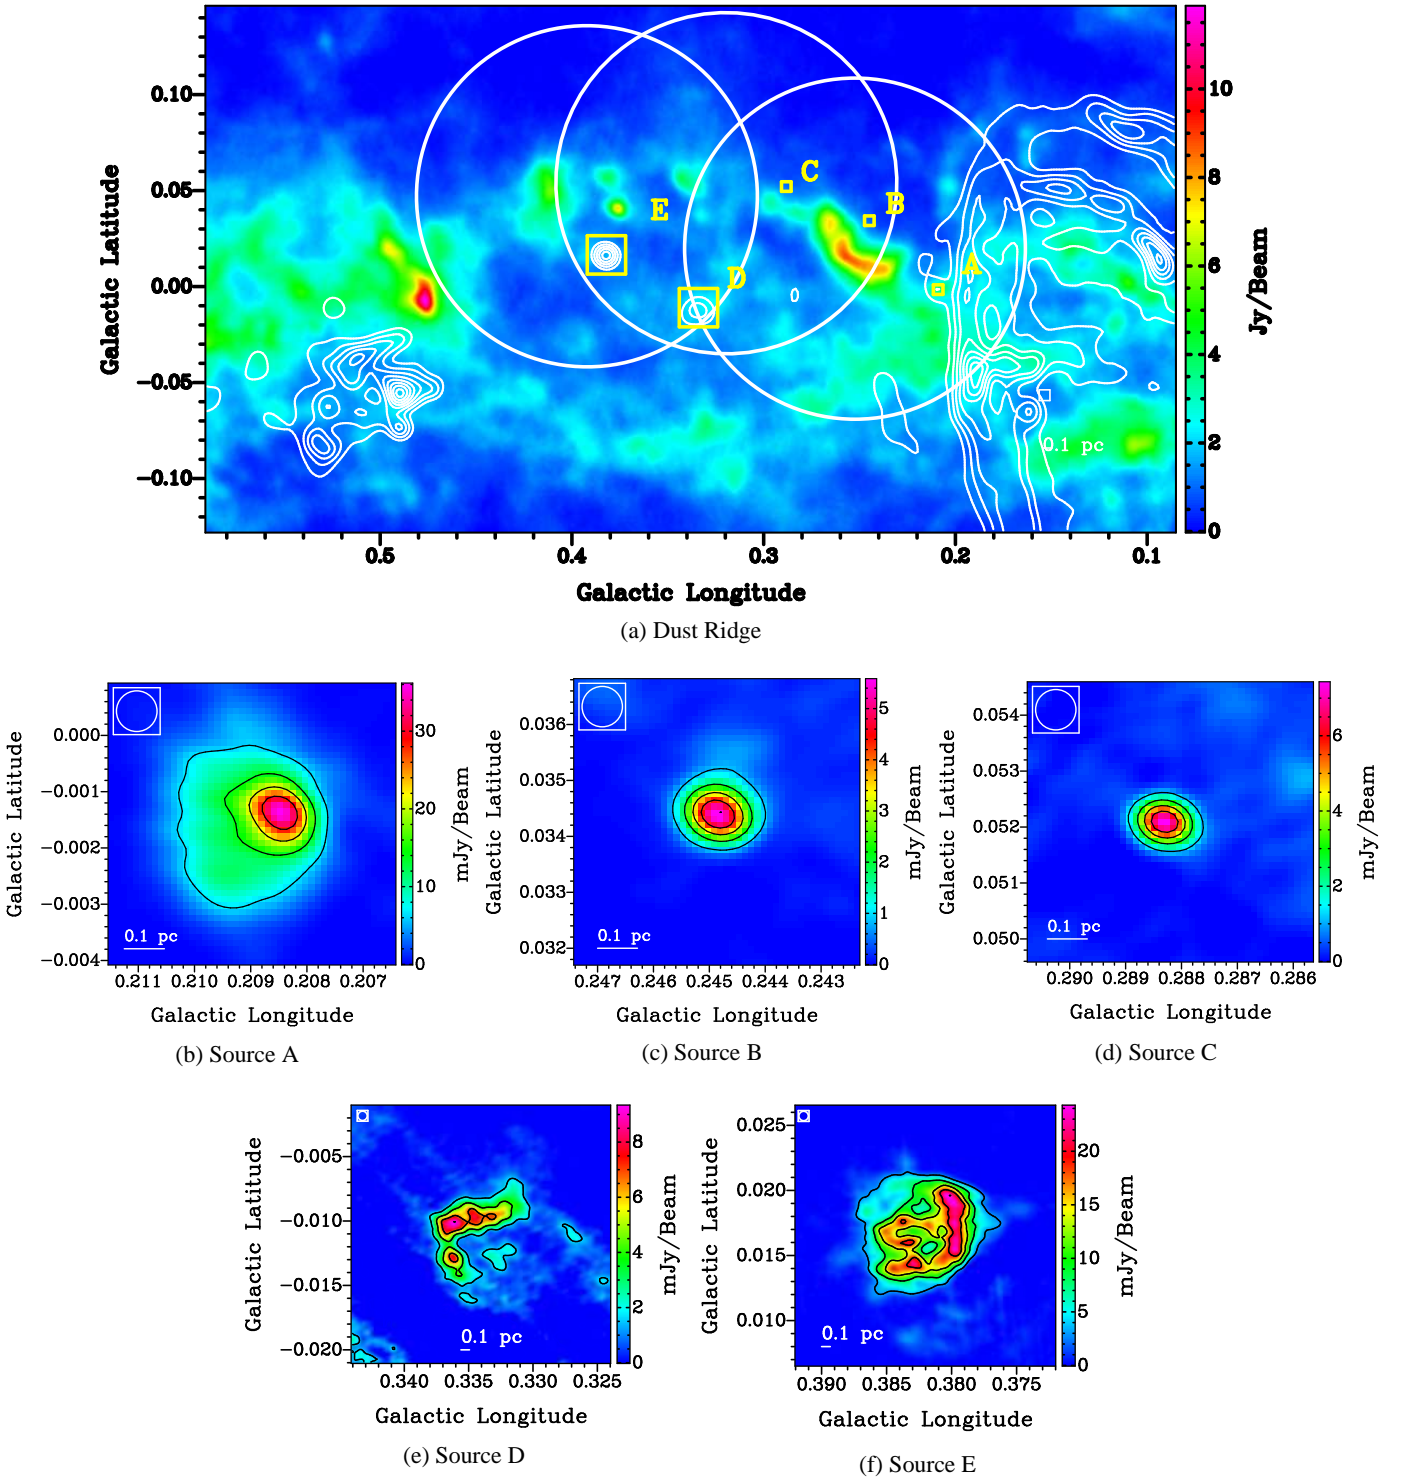 0.10
0.05
0.00
−0.05
−0.10
Galactic Latitude
0.5 0.4 0.3 0.2 0.1
Galactic Longitude
C
B
E
A
D
0.1 pc
10
8
6
4
2
0
Jy/Beam
(a) Dust Ridge
0.000
−0.001
−0.002
−0.003
−0.004
Galactic Latitude
0.1 pc
0.211 0.210 0.209 0.208 0.207
Galactic Longitude
30
20
10
0
mJy/Beam
(b) Source A
0.036
0.035
0.034
0.033
0.032
Galactic Latitude
0.1 pc
0.247 0.246 0.245 0.244 0.243
Galactic Longitude
5
4
3
2
1
0
mJy/Beam
(c) Source B
0.054
0.053
0.052
0.051
0.050
Galactic Latitude
0.1 pc
0.290 0.289 0.288 0.287 0.286
Galactic Longitude
6
4
2
0
mJy/Beam
(d) Source C
−0.005
−0.010
−0.015
−0.020
Galactic Latitude
0.1 pc
0.340 0.335 0.330 0.325
Galactic Longitude
8
6
4
2
0
mJy/Beam
(e) Source D
0.025
0.020
0.015
0.010
Galactic Latitude
0.1 pc
0.390 0.385 0.380 0.375
Galactic Longitude
20
15
10
5
0
mJy/Beam
(f) Source E